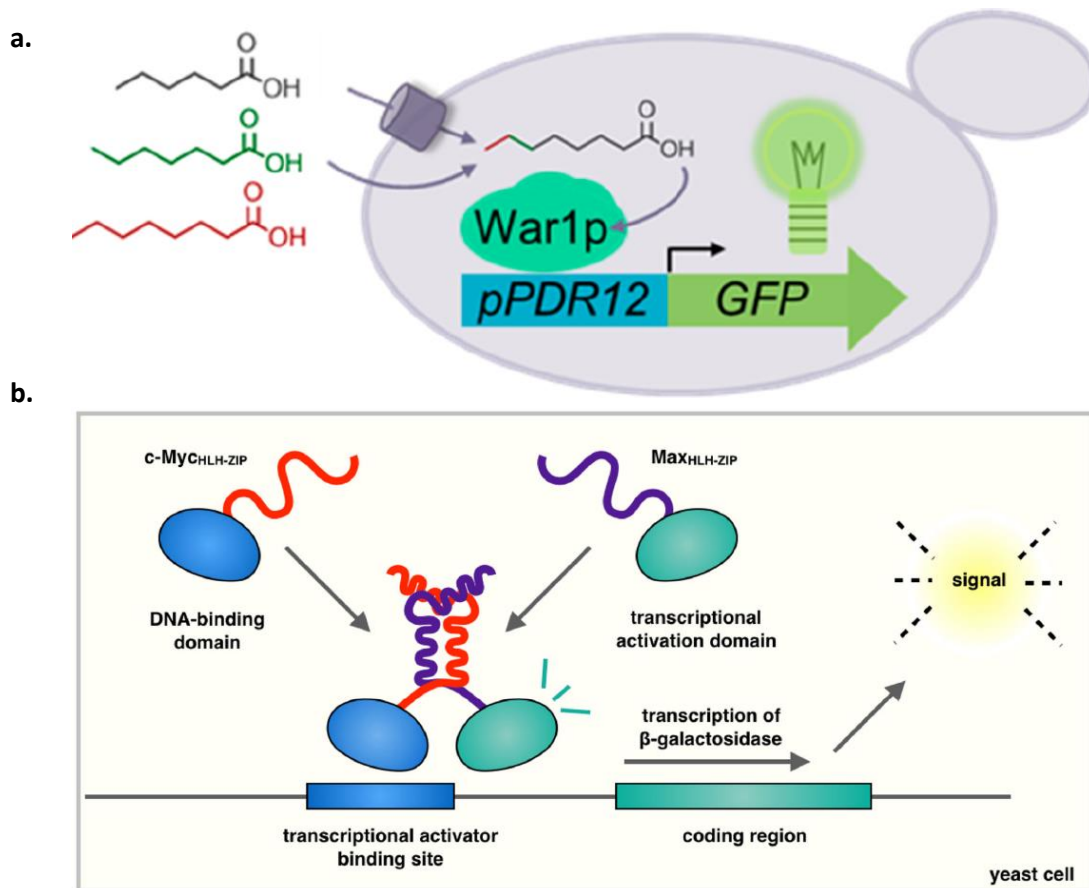 a.
O
OH
O
OH
O
OH
O
OH
War1p
pPDR12
GFP
b.
c-MycHLH-ZIP
MaxHLH-ZIP
DNA-binding
domain
transcriptional
activation domain
signal
transcription of
β-galactosidase
transcriptional activator
binding site
coding region
yeast cell